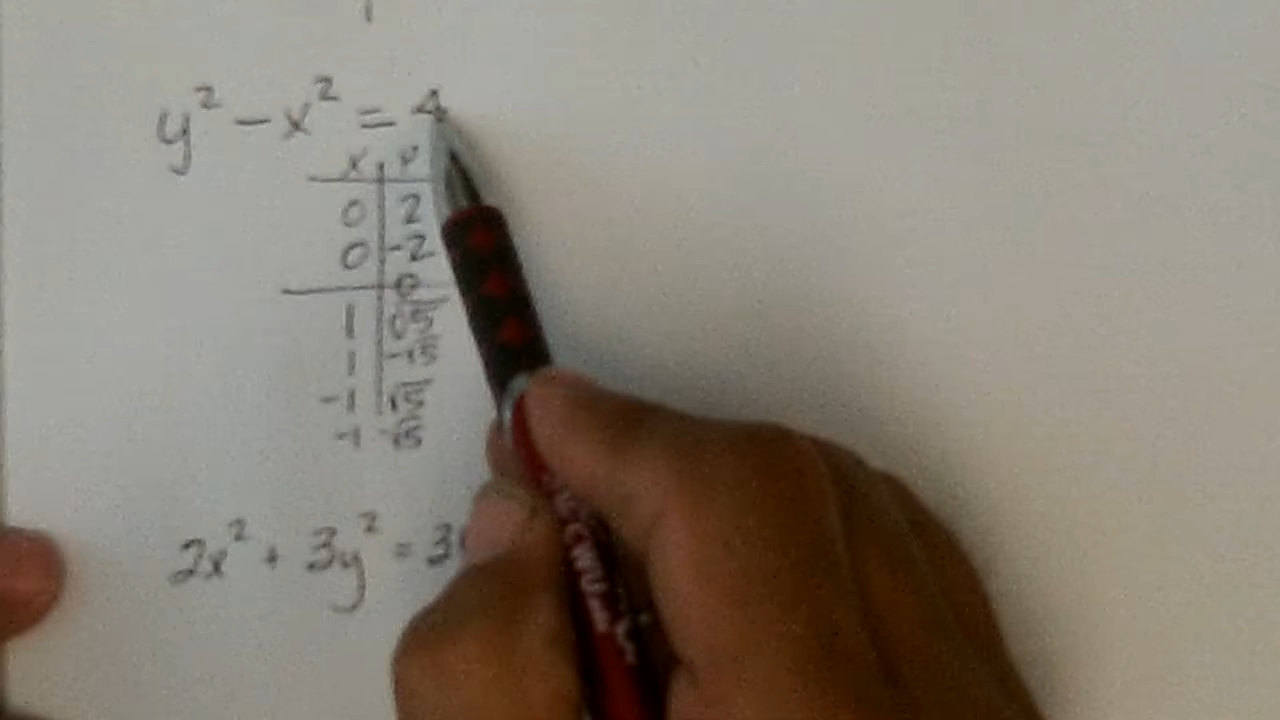 y² - x² = 4
x | y
0 | 2
0 | -2
1 | √5
1 | -√5
-1 | √5
-1 | -√5
2x² + 3y² = 3